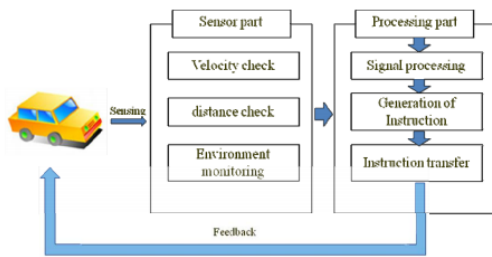 Sensor part
Velocity check
distance check
Environment
monitoring
Sensing
Processing part
Signal processing
Generation of
Instruction
Instruction transfer
Feedback